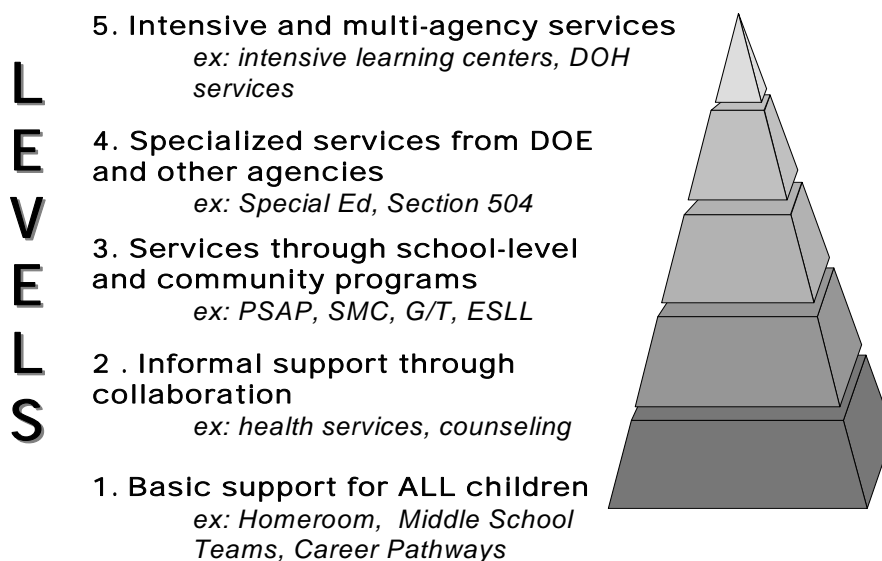 LEVELS
5. Intensive and multi-agency services
ex: intensive learning centers, DOH
services
4. Specialized services from DOE
and other agencies
ex: Special Ed, Section 504
3. Services through school-level
and community programs
ex: PSAP, SMC, G/T, ESLL
2 . Informal support through
collaboration
ex: health services, counseling
1. Basic support for ALL children
ex: Homeroom,  Middle School
Teams, Career Pathways